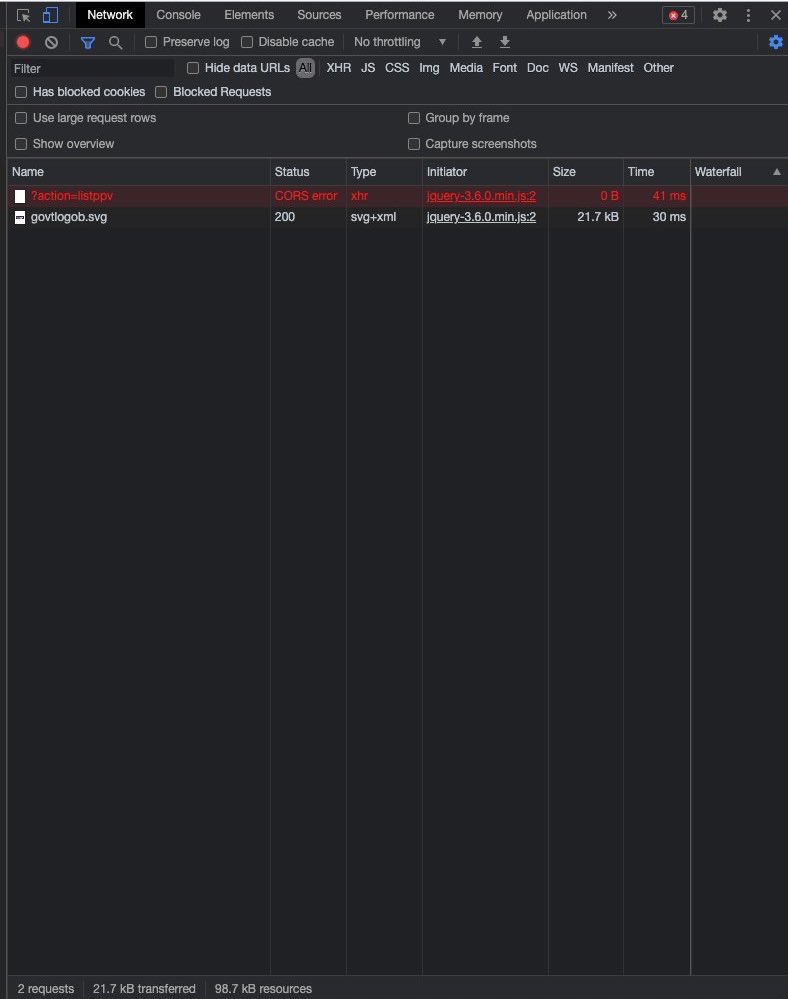 Network Console Elements Sources Performance Memory Application » 4
Preserve log Disable cache No throttling
Filter Hide data URLs All XHR JS CSS Img Media Font Doc WS Manifest Other
Has blocked cookies Blocked Requests
Use large request rows Group by frame
Show overview Capture screenshots
Name Status Type Initiator Size Time Waterfall
?action=listppv CORS error xhr jquery-3.6.0.min.js:2 0 B 41 ms
govtlogob.svg 200 svg+xml jquery-3.6.0.min.js:2 21.7 kB 30 ms
2 requests 21.7 kB transferred 98.7 kB resources